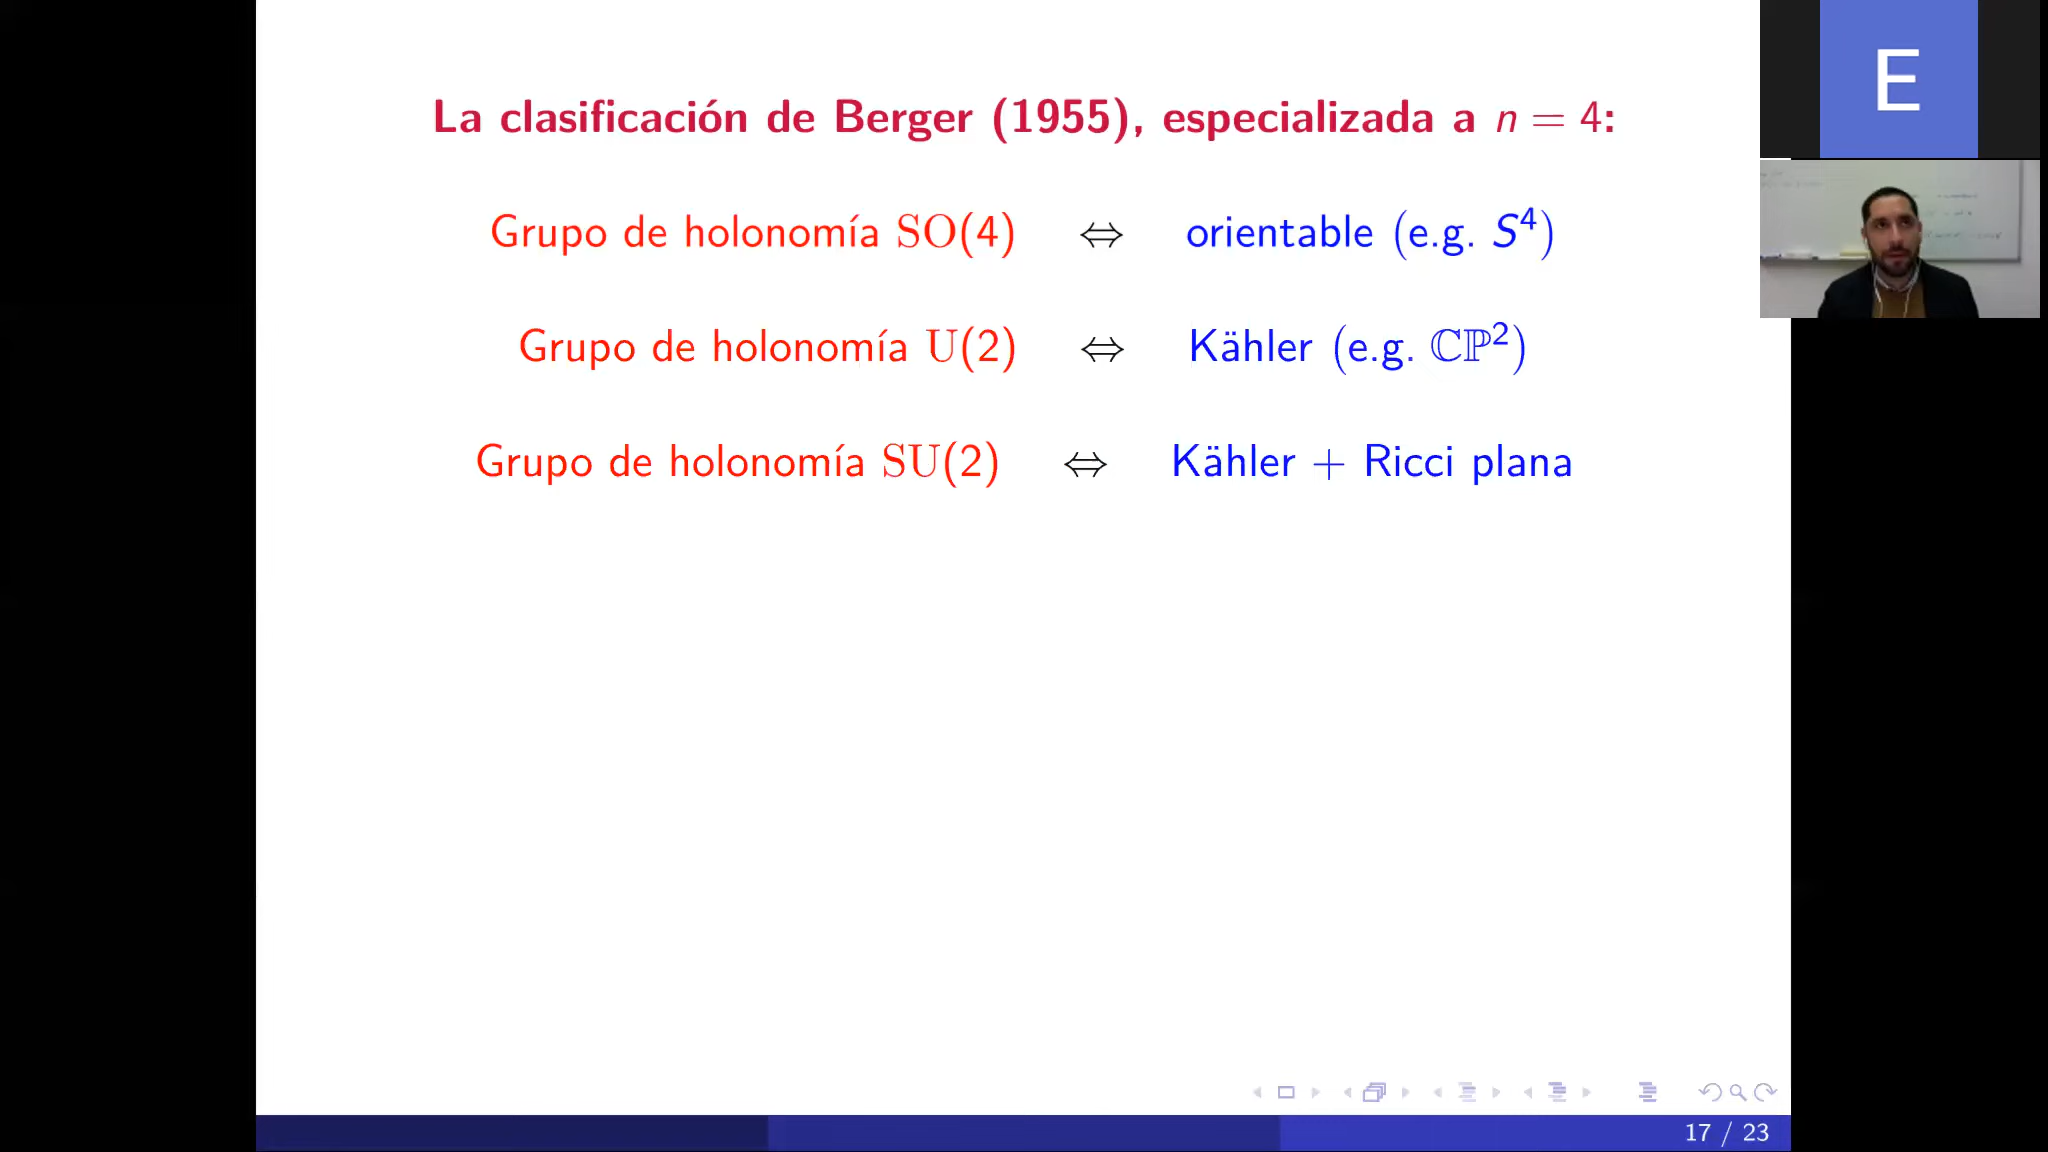 La clasificación de Berger (1955), especializada a n = 4:
Grupo de holonomía SO(4) ⇔ orientable (e.g. S⁴)
Grupo de holonomía U(2) ⇔ Kähler (e.g. ℂℙ²)
Grupo de holonomía SU(2) ⇔ Kähler + Ricci plana
17 / 23
E